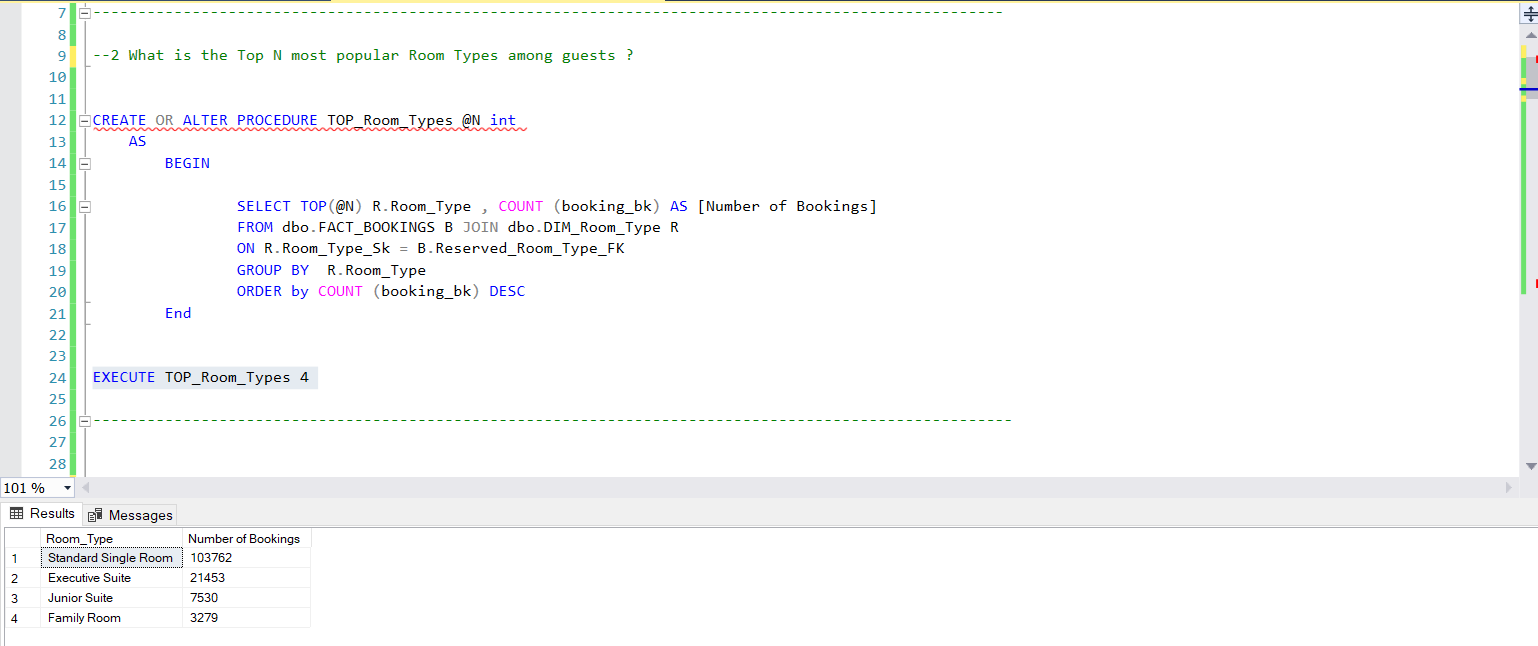 7 ----------------------------------------------------------------------------------------------------
8
9 --2 What is the Top N most popular Room Types among guests ?
10
11
12 CREATE OR ALTER PROCEDURE TOP_Room_Types @N int
13 AS
14 BEGIN
15
16 SELECT TOP(@N) R.Room_Type , COUNT (booking_bk) AS [Number of Bookings]
17 FROM dbo.FACT_BOOKINGS B JOIN dbo.DIM_Room_Type R
18 ON R.Room_Type_Sk = B.Reserved_Room_Type_FK
19 GROUP BY  R.Room_Type
20 ORDER by COUNT (booking_bk) DESC
21 End
22
23
24 EXECUTE TOP_Room_Types 4
25
26 -----------------------------------------------------------------------------------------------------
27
28
101 %
Results Messages
Room_Type Number of Bookings
1 Standard Single Room 103762
2 Executive Suite 21453
3 Junior Suite 7530
4 Family Room 3279